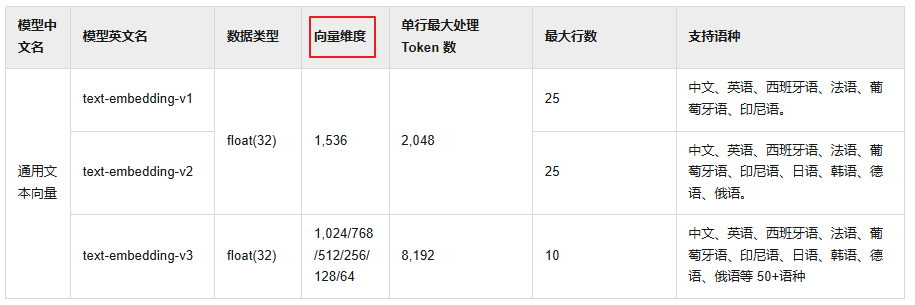 模型中
文名
模型英文名
数据类型
向量维度
单行最大处理
Token 数
最大行数
支持语种
通用文
本向量
text-embedding-v1
float(32)
1,536
2,048
25
中文、英语、西班牙语、法语、葡
萄牙语、印尼语。
text-embedding-v2
25
中文、英语、西班牙语、法语、葡
萄牙语、印尼语、日语、韩语、德
语、俄语。
text-embedding-v3
float(32)
1,024/768
/512/256/
128/64
8,192
10
中文、英语、西班牙语、法语、葡
萄牙语、印尼语、日语、韩语、德
语、俄语等 50+语种